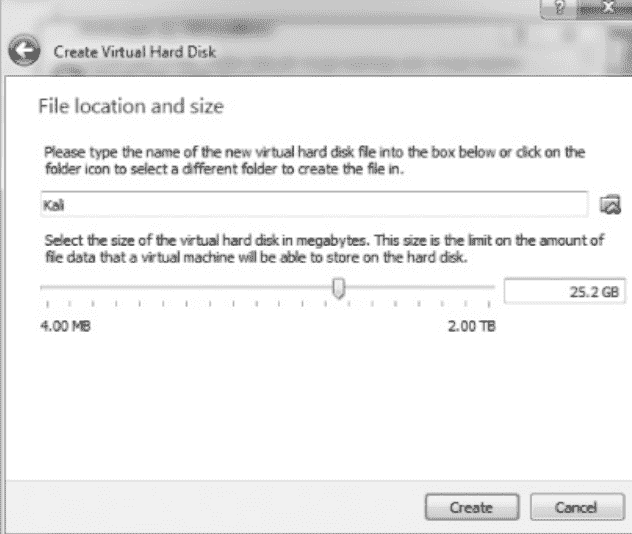 Create Virtual Hard Disk
File location and size
Please type the name of the new virtual hard disk file into the box below or click on the
folder icon to select a different folder to create the file in.
Kali
Select the size of the virtual hard disk in megabytes. This size is the limit on the amount of
file data that a virtual machine will be able to store on the hard disk.
25.2 GB
4.00 MB 2.00 TB
Create Cancel